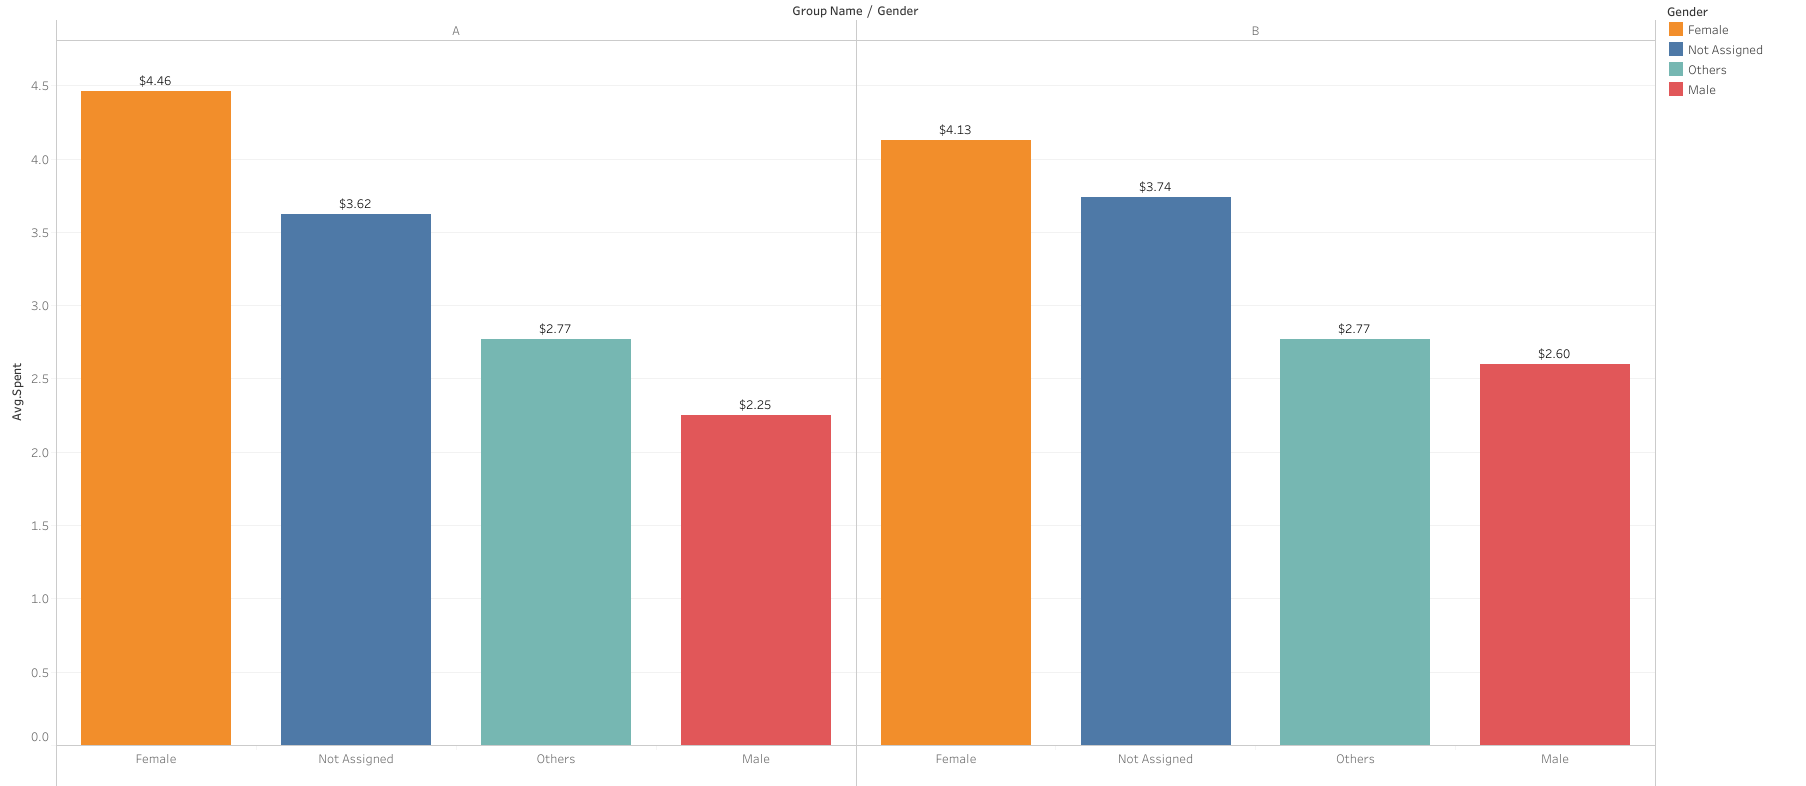 Group Name / Gender
A
B
Gender
Female
Not Assigned
Others
Male
Avg.Spent
4.5
4.0
3.5
3.0
2.5
2.0
1.5
1.0
0.5
0.0
$4.46
$3.62
$2.77
$2.25
$4.13
$3.74
$2.77
$2.60
Female
Not Assigned
Others
Male
Female
Not Assigned
Others
Male